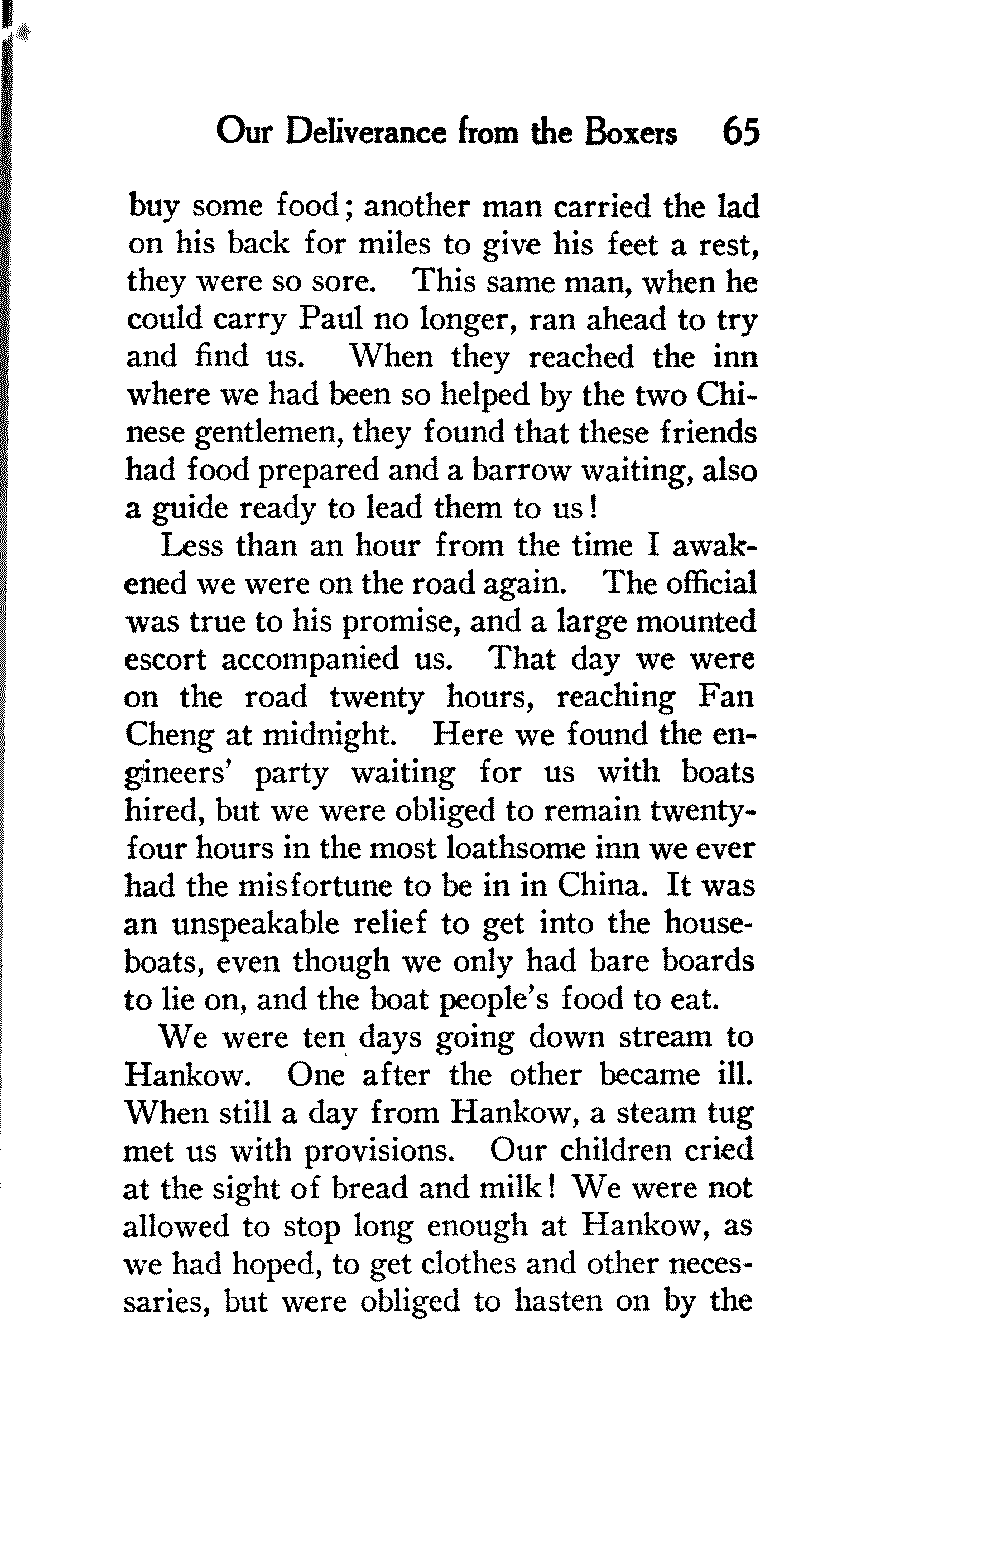 Our Deliverance from the Boxers 65
buy some food; another man carried the lad
on his back for miles to give his feet a rest,
they were so sore. This same man, when he
could carry Paul no longer, ran ahead to try
and find us. When they reached the inn
where we had been so helped by the two Chi-
nese gentlemen, they found that these friends
had food prepared and a barrow waiting, also
a guide ready to lead them to us!
Less than an hour from the time I awak-
ened we were on the road again. The official
was true to his promise, and a large mounted
escort accompanied us. That day we were
on the road twenty hours, reaching Fan
Cheng at midnight. Here we found the en-
gineers' party waiting for us with boats
hired, but we were obliged to remain twenty-
four hours in the most loathsome inn we ever
had the misfortune to be in in China. It was
an unspeakable relief to get into the house-
boats, even though we only had bare boards
to lie on, and the boat people's food to eat.
We were ten days going down stream to
Hankow. One after the other became ill.
When still a day from Hankow, a steam tug
met us with provisions. Our children cried
at the sight of bread and milk! We were not
allowed to stop long enough at Hankow, as
we had hoped, to get clothes and other neces-
saries, but were obliged to hasten on by the